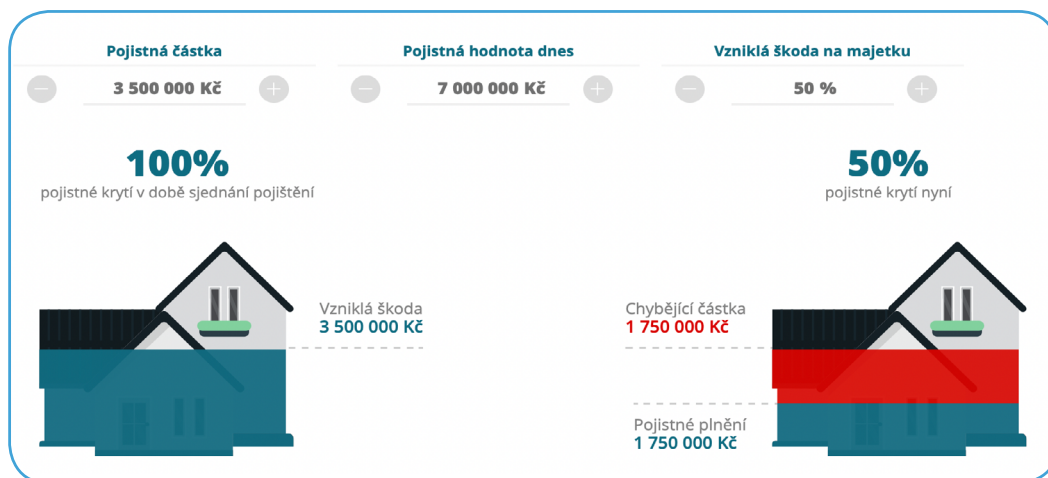 Pojistná částka
Pojistná hodnota dnes
Vzniklá škoda na majetku
3 500 000 Kč
7 000 000 Kč
50 %
100%
pojistné krytí v době sjednání pojištění
50%
pojistné krytí nyní
Vzniklá škoda
3 500 000 Kč
Chybějící částka
1 750 000 Kč
Pojistné plnění
1 750 000 Kč